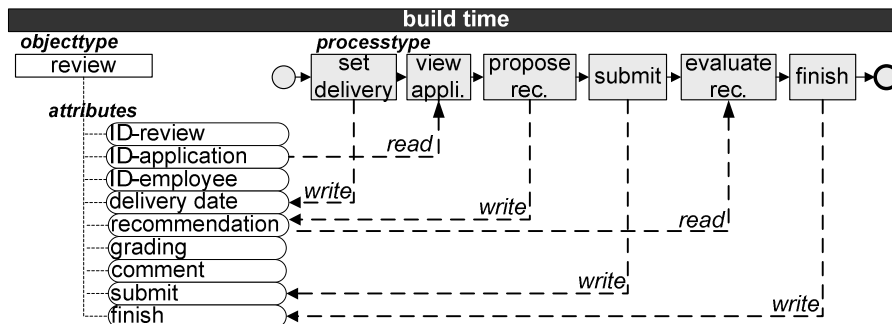 build time
objecttype
processtype
review
set
delivery
view
appli.
propose
rec.
submit
evaluate
rec.
finish
attributes
ID-review
ID-application
read
ID-employee
write
delivery date
write
recommendation
read
grading
comment
write
submit
write
finish